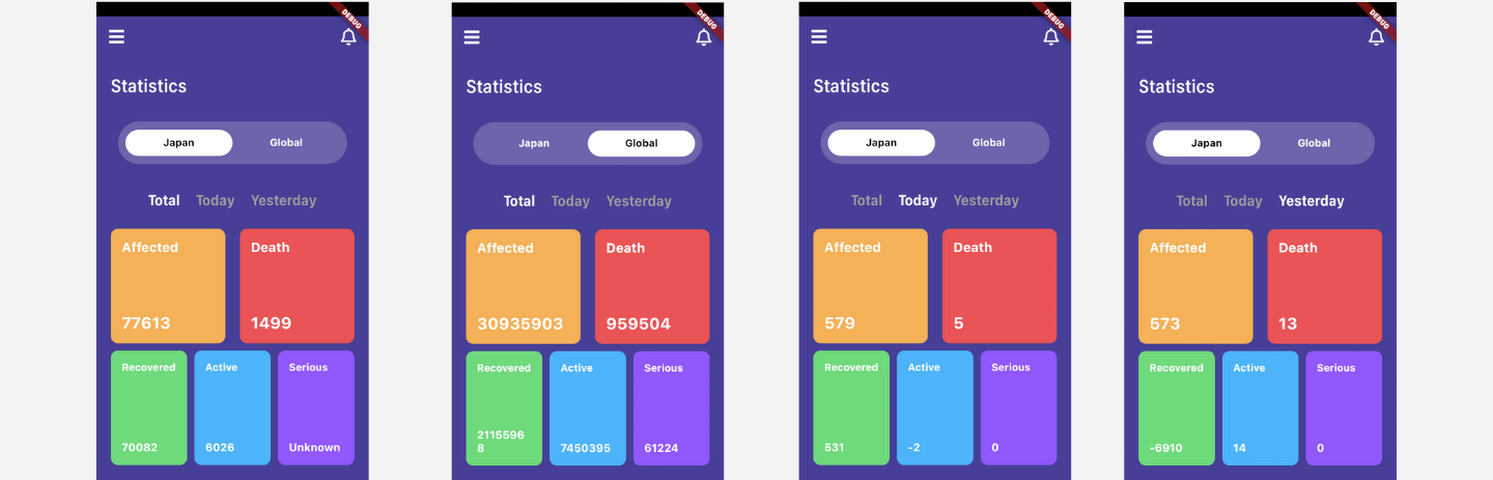 DEBUG
Statistics
Japan Global
Total Today Yesterday
Affected Death
77613 1499
Recovered Active Serious
70082 6026 Unknown
DEBUG
Statistics
Japan Global
Total Today Yesterday
Affected Death
30935903 959504
Recovered Active Serious
2115596
8 7450395 61224
DEBUG
Statistics
Japan Global
Total Today Yesterday
Affected Death
579 5
Recovered Active Serious
531 -2 0
DEBUG
Statistics
Japan Global
Total Today Yesterday
Affected Death
573 13
Recovered Active Serious
-6910 14 0